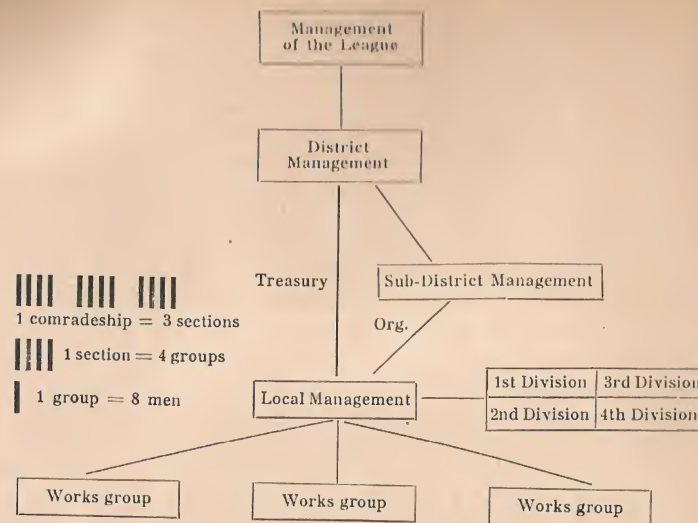 Management
of the League
District
Management
Treasury
Sub-District Management
1 comradeship = 3 sections
Org.
1 section = 4 groups
1 group = 8 men
Local Management
1st Division 3rd Division
2nd Division 4th Division
Works group
Works group
Works group